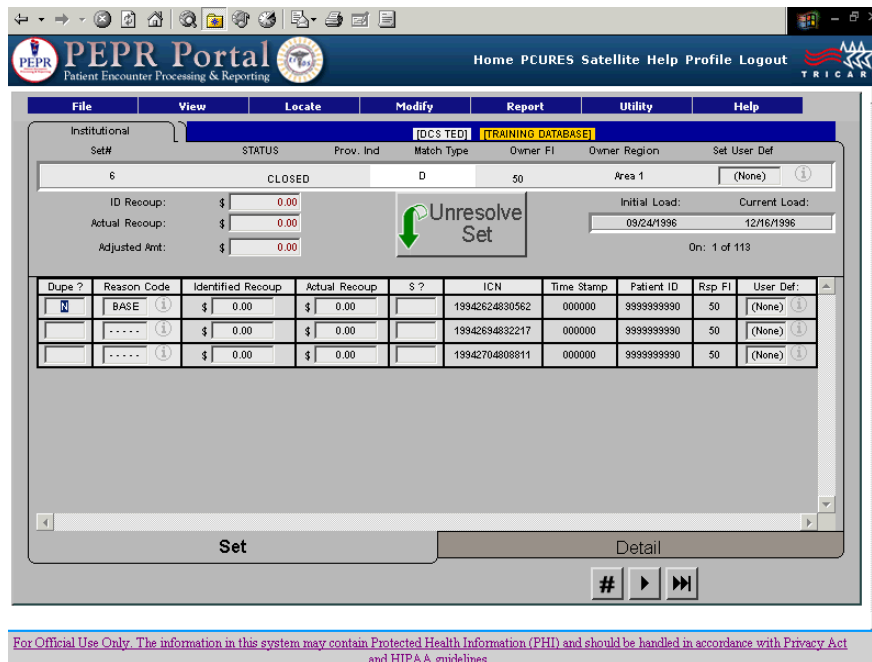 PEPR
PEPR Portal
Patient Encounter Processing & Reporting
Home PCURES Satellite Help Profile Logout
TRICAR
File View Locate Modify Report Utility Help
Institutional [DCS TED] [TRAINING DATABASE]
Set# STATUS Prov. Ind Match Type Owner FI Owner Region Set User Def
6 CLOSED D 50 Area 1 (None) i
ID Recoup: $ 0.00 Initial Load: Current Load:
Actual Recoup: $ 0.00 Unresolve Set 09/24/1996 12/16/1996
Adjusted Amt: $ 0.00 On: 1 of 113
Dupe ? Reason Code Identified Recoup Actual Recoup S ? ICN Time Stamp Patient ID Rsp FI User Def:
N BASE i $ 0.00 $ 0.00 19942624830562 000000 9999999990 50 (None) i
- - - - - i $ 0.00 $ 0.00 19942694832217 000000 9999999990 50 (None) i
- - - - - i $ 0.00 $ 0.00 19942704808811 000000 9999999990 50 (None) i
Set Detail
#
For Official Use Only. The information in this system may contain Protected Health Information (PHI) and should be handled in accordance with Privacy Act
and HIPAA guidelines